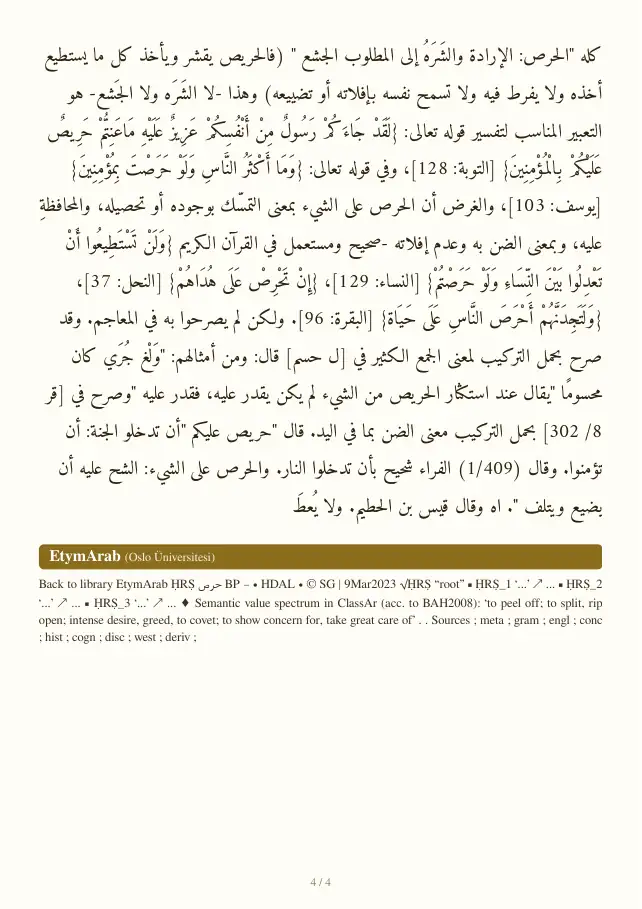 كله "الحرص: الإرادة والشَرَهُ إلى المطلوب الجشع " (فالحريص يقشر ويأخذ كل ما يستطيع
أخذه ولا يفرط فيه ولا تسمح نفسه بإفلاته أو تضييعه) وهذا -لا الشَرَه ولا الجَشع- هو
التعبير المناسب لتفسير قوله تعالى: {لَقَدْ جَاءَكُمْ رَسُولٌ مِنْ أَنْفُسِكُمْ عَزِيزٌ عَلَيْهِ مَاعَنِتُّمْ حَرِيصٌ
عَلَيْكُمْ بِالْمُؤْمِنِينَ} [التوبة: 128]، وفي قوله تعالى: {وَمَا أَكْثَرُ النَّاسِ وَلَوْ حَرَصْتَ بِمُؤْمِنِينَ}
[يوسف: 103]، والغرض أن الحرص على الشيء بمعنى التمسّك بوجوده أو تحصيله، والمحافظةِ
عليه، وبمعنى الضن به وعدم إفلاته -صحيح ومستعمل في القرآن الكريم {وَلَنْ تَسْتَطِيعُوا أَنْ
تَعْدِلُوا بَيْنَ النِّسَاءِ وَلَوْ حَرَصْتُمْ} [النساء: 129]، {إِنْ تَحْرِصْ عَلَى هُدَاهُمْ} [النحل: 37]،
{وَلَتَجِدَنَّهُمْ أَحْرَصَ النَّاسِ عَلَى حَيَاة} [البقرة: 96]. ولكن لم يصرحوا به في المعاجم. وقد
صرح بحمل التركيب لمعنى الجمع الكثير في [ل حسم] قال: ومن أمثالهم: "وَلْغ جُرَي كان
محسومًا "يقال عند استكثار الحريص من الشيء لم يكن يقدر عليه، فقدر عليه "وصرح في [قر
8/ 302] بحمل التركيب معنى الضن بما في اليد. قال "حريص عليكم "أن تدخلو الجنة: أن
تؤمنوا. وقال (1/409) الفراء شحيح بأن تدخلوا النار. والحرص على الشيء: الشح عليه أن
يضيع ويتلف ". اه وقال قيس بن الحطيم. ولا يُعطَ
EtymArab (Oslo Üniversitesi)
Back to library EtymArab ḤRṢ حرص BP – • HDAL • © SG | 9Mar2023 √ḤRṢ “root” ▪ ḤRṢ_1 ‘...’ ↗ ... ▪ ḤRṢ_2
‘...’ ↗ ... ▪ ḤRṢ_3 ‘...’ ↗ ... ♦ Semantic value spectrum in ClassAr (acc. to BAH2008): ‘to peel off; to split, rip
open; intense desire, greed, to covet; to show concern for, take great care of’ . . Sources ; meta ; gram ; engl ; conc
; hist ; cogn ; disc ; west ; deriv ;
4 / 4